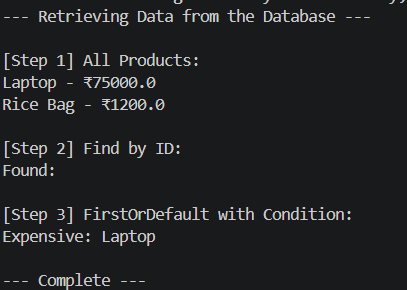 --- Retrieving Data from the Database ---
[Step 1] All Products:
Laptop - ₹75000.0
Rice Bag - ₹1200.0
[Step 2] Find by ID:
Found:
[Step 3] FirstOrDefault with Condition:
Expensive: Laptop
--- Complete ---